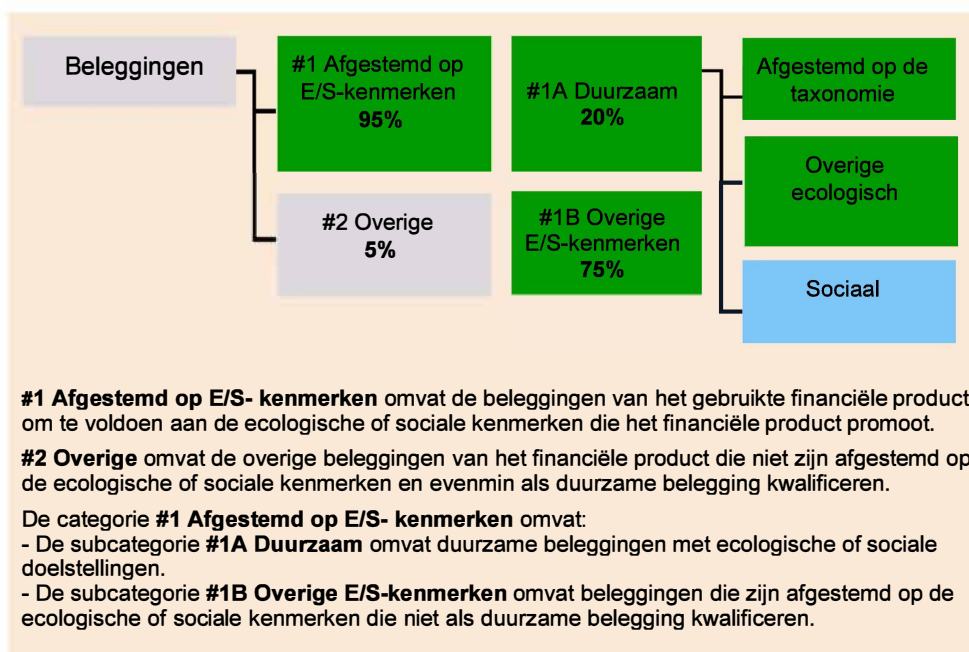 Beleggingen
#1 Afgestemd op
E/S-kenmerken
95%
#2 Overige
5%
#1A Duurzaam
20%
#1B Overige
E/S-kenmerken
75%
Afgestemd op de
taxonomie
Overige
ecologisch
Sociaal
#1 Afgestemd op E/S- kenmerken omvat de beleggingen van het gebruikte financiële product
om te voldoen aan de ecologische of sociale kenmerken die het financiële product promoot.
#2 Overige omvat de overige beleggingen van het financiële product die niet zijn afgestemd op
de ecologische of sociale kenmerken en evenmin als duurzame belegging kwalificeren.
De categorie #1 Afgestemd op E/S- kenmerken omvat:
- De subcategorie #1A Duurzaam omvat duurzame beleggingen met ecologische of sociale
doelstellingen.
- De subcategorie #1B Overige E/S-kenmerken omvat beleggingen die zijn afgestemd op de
ecologische of sociale kenmerken die niet als duurzame belegging kwalificeren.